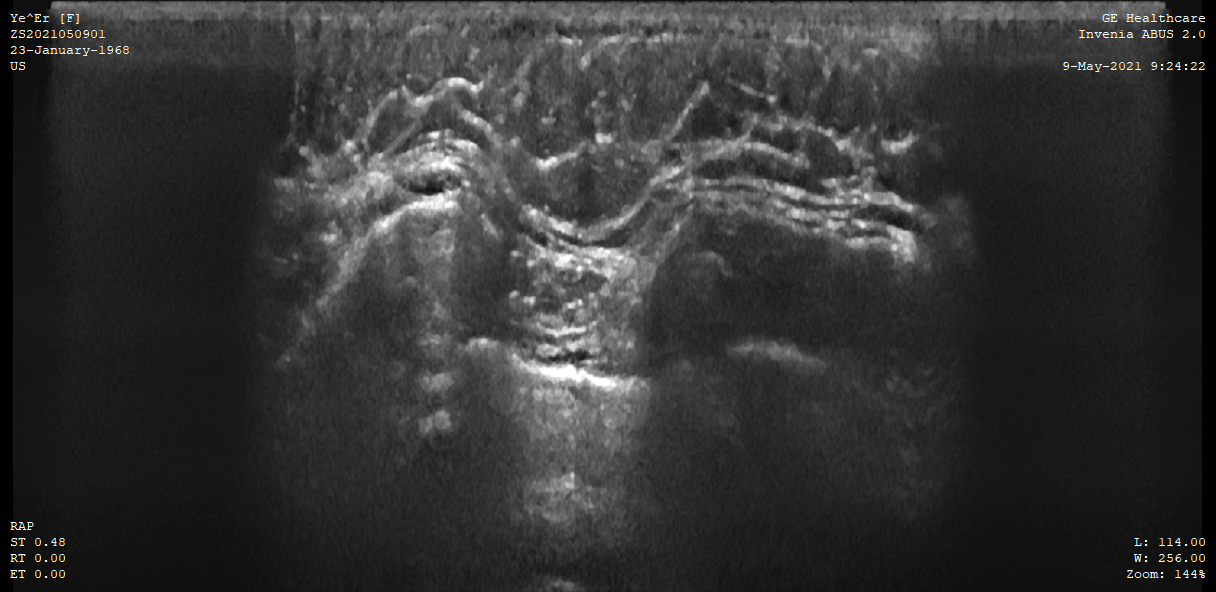 Ye^Er [F]
ZS2021050901
23-January-1968
US
GE Healthcare
Invenia ABUS 2.0
9-May-2021 9:24:22
RAP
ST 0.48
RT 0.00
ET 0.00
L: 114.00
W: 256.00
Zoom: 144%